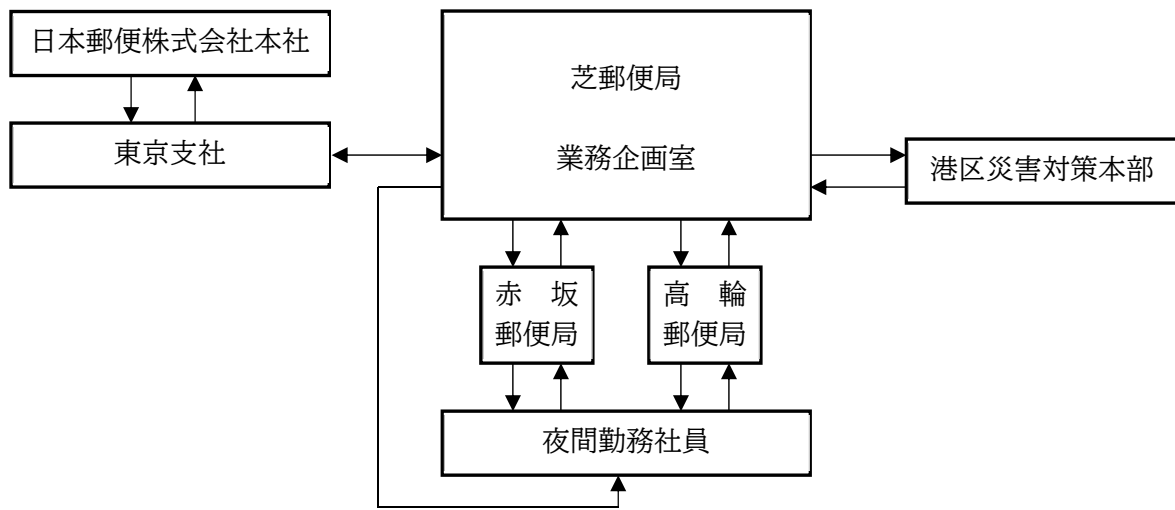 日本郵便株式会社本社
東京支社
芝郵便局
業務企画室
港区災害対策本部
赤　坂
郵便局
高　輪
郵便局
夜間勤務社員